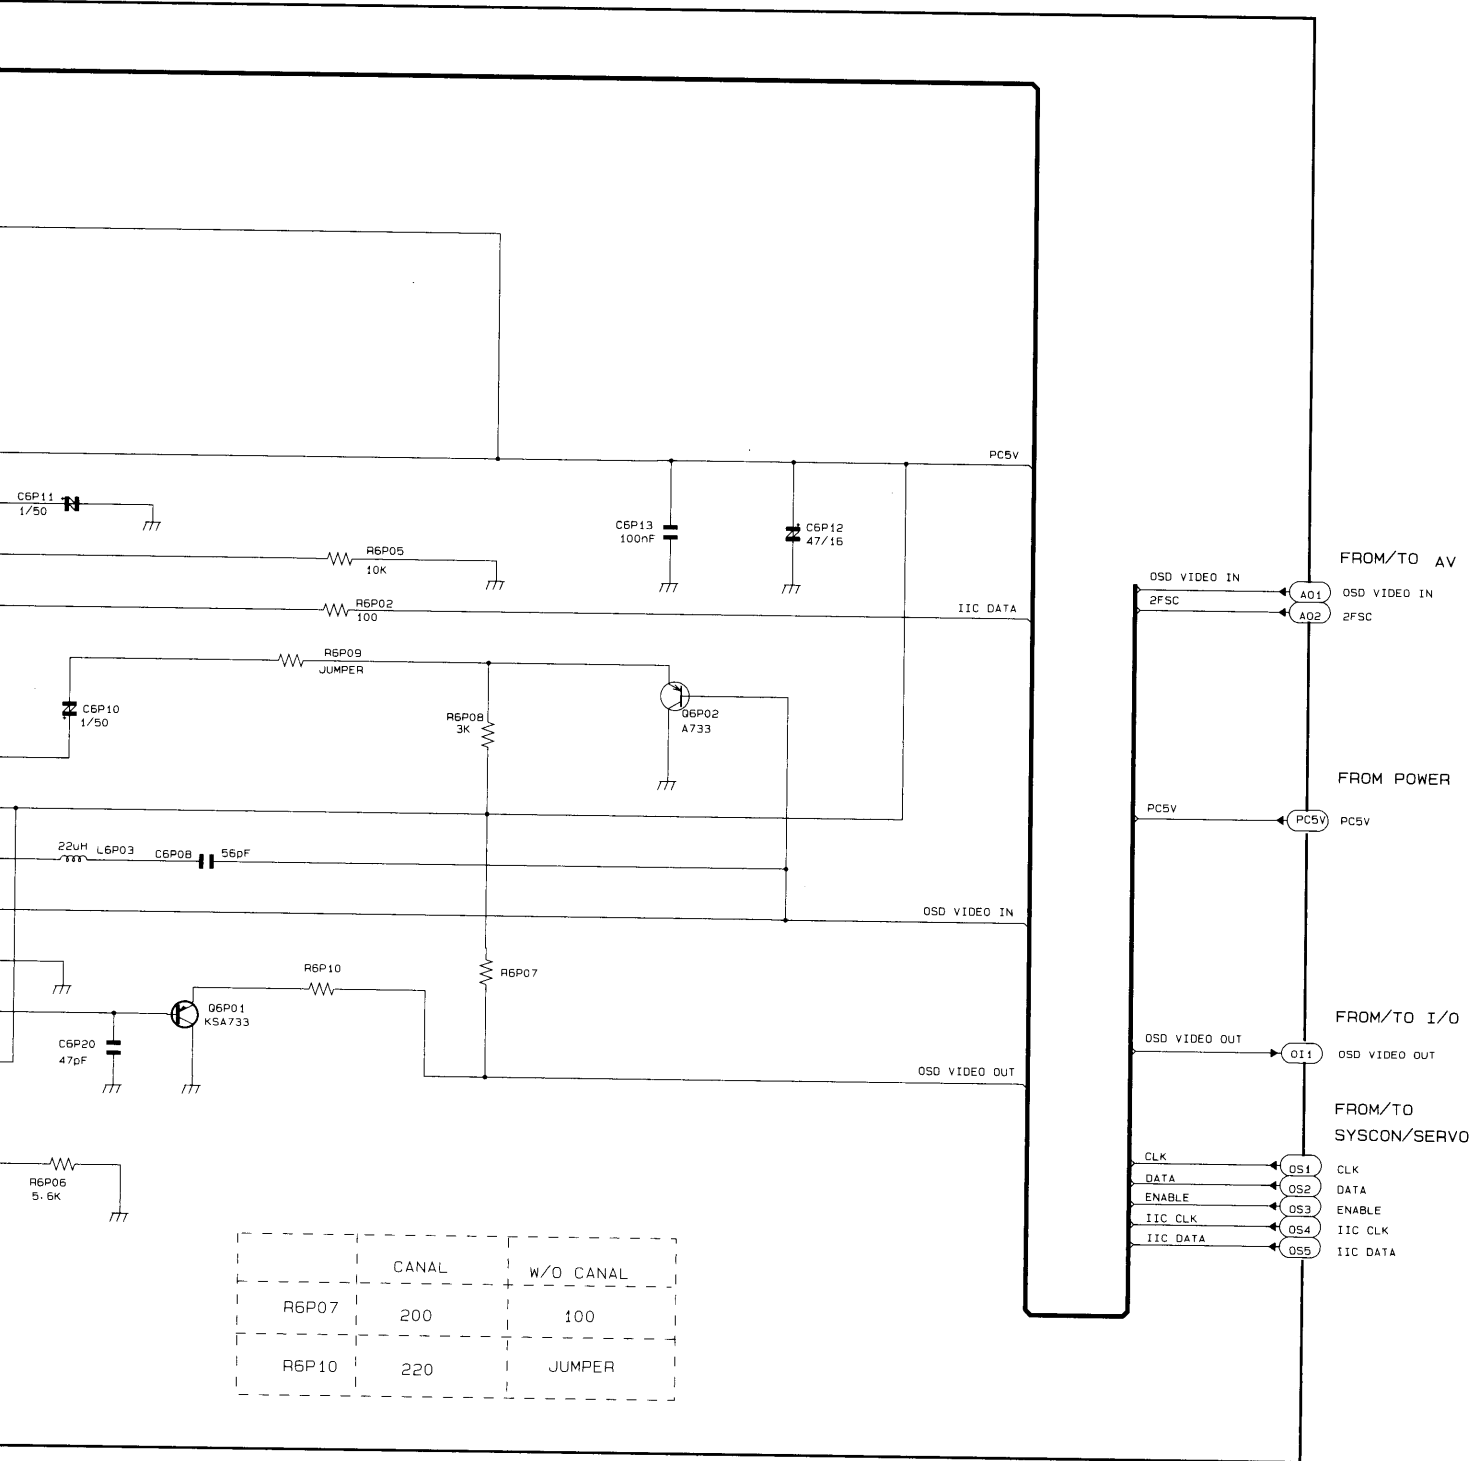 PC5V
C6P11
1/50
C6P13
100nF
C6P12
47/16
R6P05
10K
R6P02
100
IIC DATA
R6P09
JUMPER
C6P10
1/50
R6P08
3K
Q6P02
A733
22uH L6P03
C6P08
56pF
OSD VIDEO IN
R6P10
R6P07
Q6P01
KSA733
C6P20
47pF
OSD VIDEO OUT
R6P06
5.6K
CANAL
W/O CANAL
R6P07
200
100
R6P10
220
JUMPER
FROM/TO AV
OSD VIDEO IN
A01
OSD VIDEO IN
2FSC
A02
2FSC
FROM POWER
PC5V
PC5V
PC5V
FROM/TO I/O
OSD VIDEO OUT
OI1
OSD VIDEO OUT
FROM/TO
SYSCON/SERVO
CLK
OS1
CLK
DATA
OS2
DATA
ENABLE
OS3
ENABLE
IIC CLK
OS4
IIC CLK
IIC DATA
OS5
IIC DATA